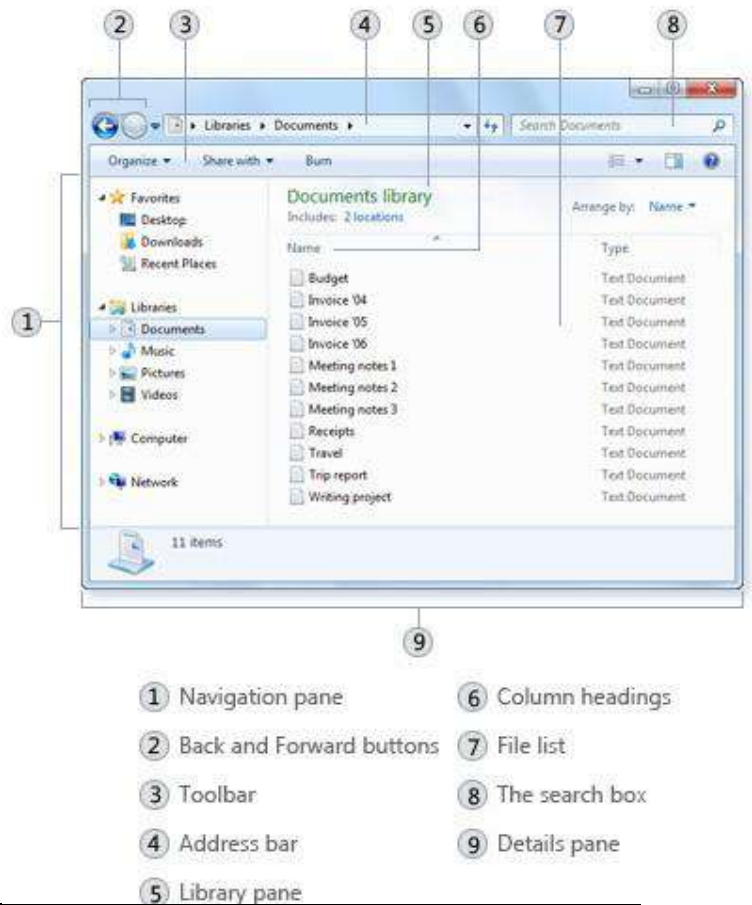 2 3 4 5 6 7 8
Libraries Documents Search Documents
Organize Share with Burn
Favorites
Desktop
Downloads
Recent Places
Libraries
Documents
Music
Pictures
Videos
Computer
Network
1
Documents library
Includes: 2 locations
Arrange by: Name
Name Type
Budget Text Document
Invoice '04 Text Document
Invoice '05 Text Document
Invoice '06 Text Document
Meeting notes 1 Text Document
Meeting notes 2 Text Document
Meeting notes 3 Text Document
Receipts Text Document
Travel Text Document
Trip report Text Document
Writing project Text Document
11 items
9
1 Navigation pane
2 Back and Forward buttons
3 Toolbar
4 Address bar
5 Library pane
6 Column headings
7 File list
8 The search box
9 Details pane